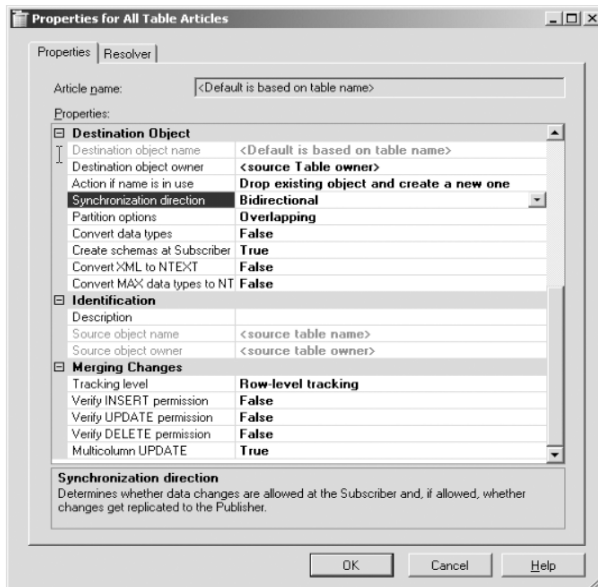 Properties for All Table Articles
Properties Resolver
Article name: <Default is based on table name>
Properties:
Destination Object
Destination object name <Default is based on table name>
Destination object owner <source Table owner>
Action if name is in use Drop existing object and create a new one
Synchronization direction Bidirectional
Partition options Overlapping
Convert data types False
Create schemas at Subscriber True
Convert XML to NTEXT False
Convert MAX data types to NT False
Identification
Description
Source object name <source table name>
Source object owner <source table owner>
Merging Changes
Tracking level Row-level tracking
Verify INSERT permission False
Verify UPDATE permission False
Verify DELETE permission False
Multicolumn UPDATE True
Synchronization direction
Determines whether data changes are allowed at the Subscriber and, if allowed, whether
changes get replicated to the Publisher.
OK Cancel Help